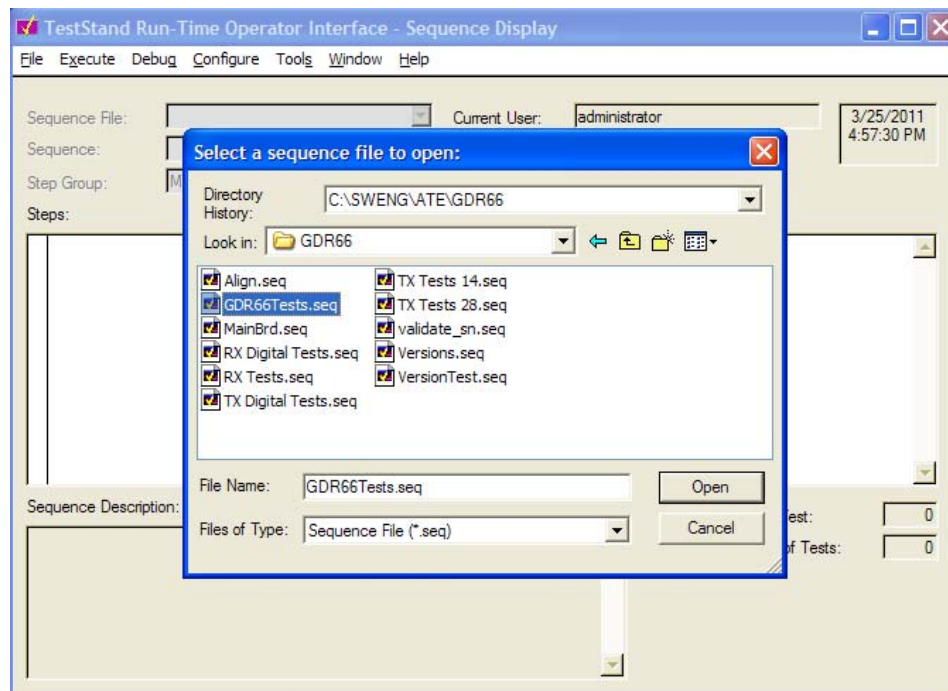 TestStand Run-Time Operator Interface - Sequence Display
File Execute Debug Configure Tools Window Help
Sequence File:
Current User: administrator
3/25/2011
4:57:30 PM
Sequence:
Step Group: M
Steps:
Select a sequence file to open:
Directory History: C:\SWENG\ATE\GDR66
Look in: GDR66
Align.seq
GDR66Tests.seq
MainBrd.seq
RX Digital Tests.seq
RX Tests.seq
TX Digital Tests.seq
TX Tests 14.seq
TX Tests 28.seq
validate_sn.seq
Versions.seq
VersionTest.seq
File Name: GDR66Tests.seq
Open
Files of Type: Sequence File (*.seq)
Cancel
Sequence Description:
est: 0
of Tests: 0